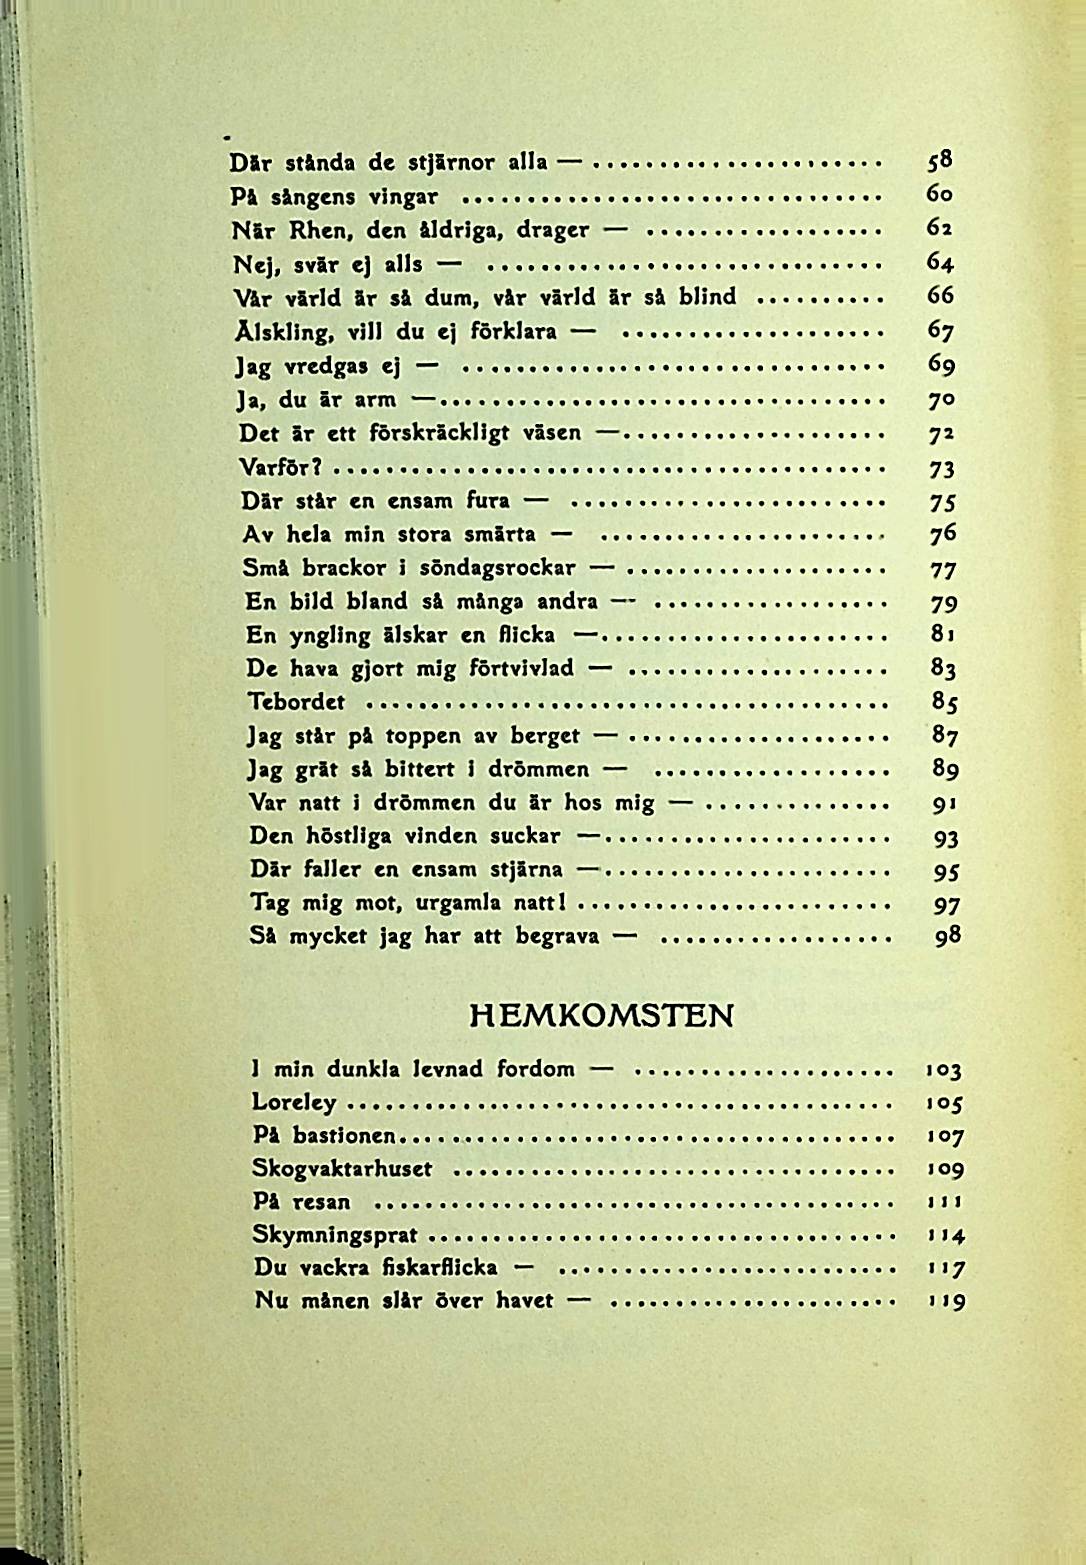 Där stånda de stjärnor alla — ...................... 58
På sångens vingar ................................ 60
När Rhen, den åldriga, drager — .................. 62
Nej, svär ej alls — .............................. 64
Vår värld är så dum, vår värld är så blind .......... 66
Älskling, vill du ej förklara — .................... 67
Jag vredgas ej — ................................ 69
Ja, du är arm — .................................. 70
Det är ett förskräckligt väsen — .................... 72
Varför? .......................................... 73
Där står en ensam fura — ........................ 75
Av hela min stora smärta — ...................... 76
Små brackor i söndagsrockar — .................... 77
En bild bland så många andra — .................. 79
En yngling älskar en flicka — ...................... 81
De hava gjort mig förtvivlad — .................... 83
Tebordet ........................................ 85
Jag står på toppen av berget — .................... 87
Jag grät så bittert i drömmen — .................. 89
Var natt i drömmen du är hos mig — .............. 91
Den höstliga vinden suckar — ...................... 93
Där faller en ensam stjärna — ...................... 95
Tag mig mot, urgamla natt! ........................ 97
Så mycket jag har att begrava — .................. 98
HEMKOMSTEN
I min dunkla levnad fordom — .................... 103
Loreley .......................................... 105
På bastionen...................................... 107
Skogvaktarhuset .................................. 109
På resan ........................................ 111
Skymningsprat .................................... 114
Du vackra fiskarflicka — .......................... 117
Nu månen slår över havet — ...................... 119